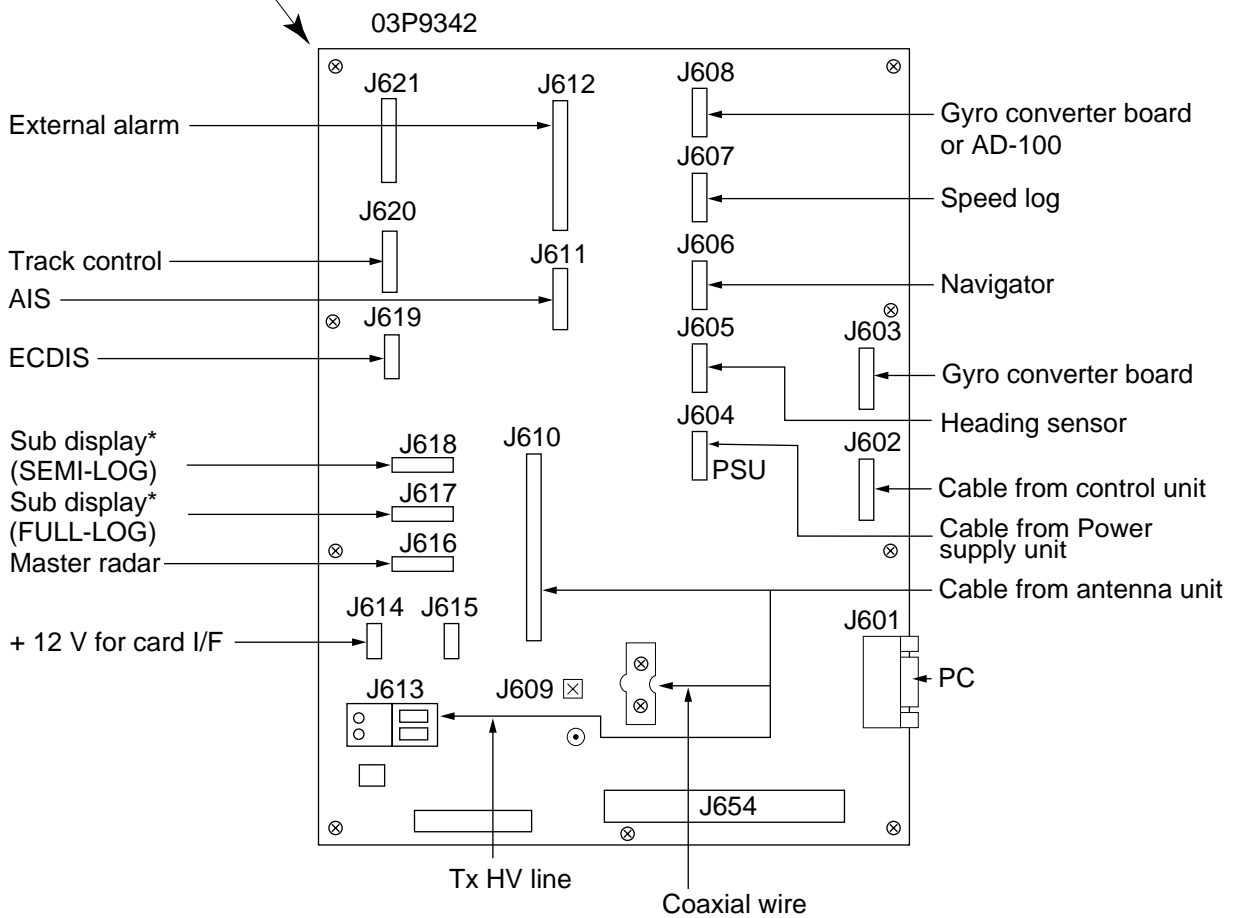 03P9342
J621
J612
J608
External alarm
Gyro converter board
or AD-100
J607
Speed log
J620
J606
J611
Track control
AIS
Navigator
J619
J605
J603
ECDIS
Gyro converter board
Heading sensor
J604
PSU
J602
Sub display*
(SEMI-LOG)
J618
J610
Cable from control unit
Sub display*
(FULL-LOG)
J617
Cable from Power
supply unit
Master radar
J616
Cable from antenna unit
J614
J615
J601
+ 12 V for card I/F
PC
J613
J609
J654
Tx HV line
Coaxial wire